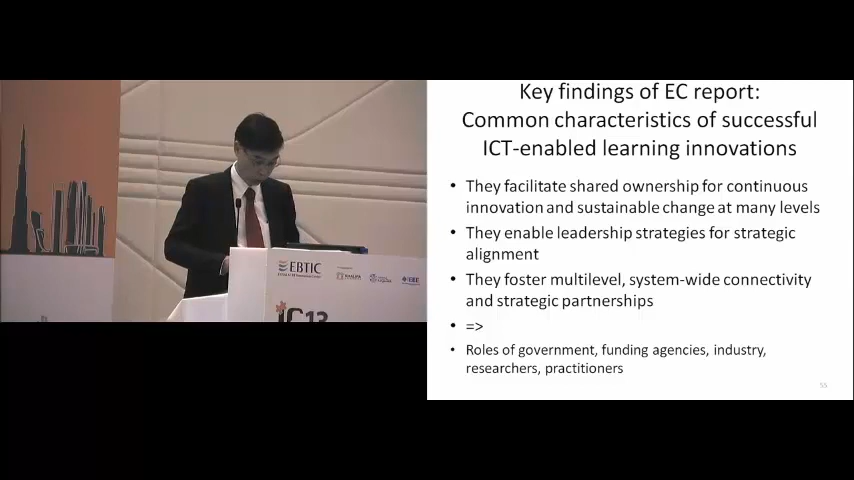 Key findings of EC report:
Common characteristics of successful
ICT-enabled learning innovations
• They facilitate shared ownership for continuous
innovation and sustainable change at many levels
• They enable leadership strategies for strategic
alignment
• They foster multilevel, system-wide connectivity
and strategic partnerships
• =>
• Roles of government, funding agencies, industry,
researchers, practitioners
55
EBTIC
13